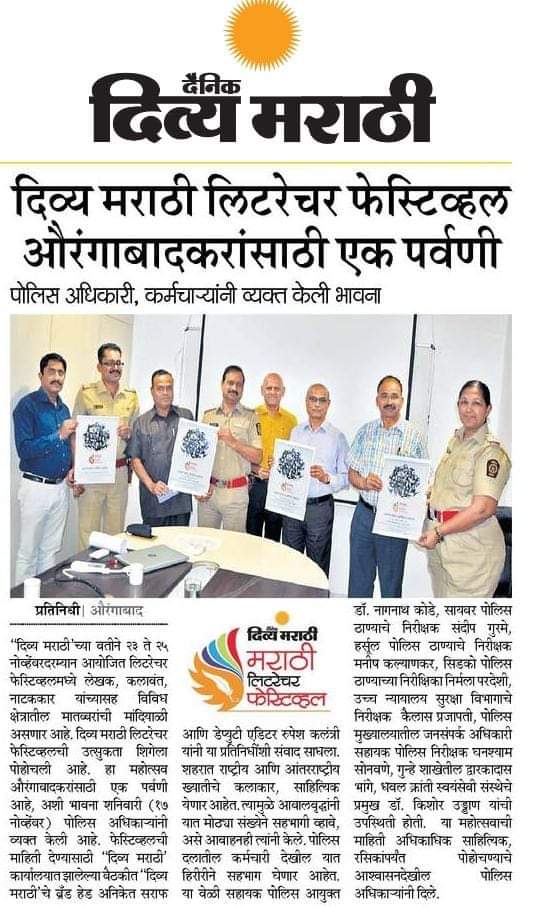 दैनिक
दिव्य मराठी
दिव्य मराठी लिटरेचर फेस्टिव्हल
औरंगाबादकरांसाठी एक पर्वणी
पोलिस अधिकारी, कर्मचाऱ्यांनी व्यक्त केली भावना
प्रतिनिधी | औरंगाबाद
"दिव्य मराठी'च्या वतीने २३ ते २५
नोव्हेंबरदरम्यान आयोजित लिटरेचर
फेस्टिव्हलमध्ये लेखक, कलावंत,
नाटककार यांच्यासह विविध
क्षेत्रातील मातब्बरांची मांदियाळी
असणार आहे. दिव्य मराठी लिटरेचर
फेस्टिव्हलची उत्सुकता शिगेला
पोहोचली आहे. हा महोत्सव
औरंगाबादकरांसाठी एक पर्वणी
आहे, अशी भावना शनिवारी (१७
नोव्हेंबर) पोलिस अधिकाऱ्यांनी
व्यक्त केली आहे. फेस्टिव्हलची
माहिती देण्यासाठी "दिव्य मराठी'
कार्यालयात झालेल्या बैठकीत "दिव्य
मराठी'चे ब्रँड हेड अनिकेत सराफ
दिव्य मराठी
मराठी
लिटरेचर
फेस्टिव्हल
आणि डेप्युटी एडिटर रुपेश कलंत्री
यांनी या प्रतिनिधींशी संवाद साधला.
शहरात राष्ट्रीय आणि आंतरराष्ट्रीय
ख्यातीचे कलाकार, साहित्यिक
येणार आहेत. त्यामुळे आवालवृद्धांनी
यात मोठ्या संख्येने सहभागी व्हावे,
असे आवाहनही त्यांनी केले. पोलिस
दलातील कर्मचारी देखील यात
हिरीरीने सहभाग घेणार आहेत.
या वेळी सहायक पोलिस आयुक्त
डॉ. नागनाथ कोडे, सायबर पोलिस
ठाण्याचे निरीक्षक संदीप गुरमे,
हर्सूल पोलिस ठाण्याचे निरीक्षक
मनीष कल्याणकर, सिडको पोलिस
ठाण्याच्या निरीक्षिका निर्मला परदेशी,
उच्च न्यायालय सुरक्षा विभागाचे
निरीक्षक कैलास प्रजापती, पोलिस
मुख्यालयातील जनसंपर्क अधिकारी
सहायक पोलिस निरीक्षक घनश्याम
सोनवणे, गुन्हे शाखेतील द्वारकादास
भांगे, धवल क्रांती स्वयंसेवी संस्थेचे
प्रमुख डॉ. किशोर उढ्ढाण यांची
उपस्थिती होती. या महोत्सवाची
माहिती अधिकाधिक साहित्यिक,
रसिकांपर्यंत पोहोचण्याचे
आश्वासनदेखील पोलिस
अधिकाऱ्यांनी दिले.